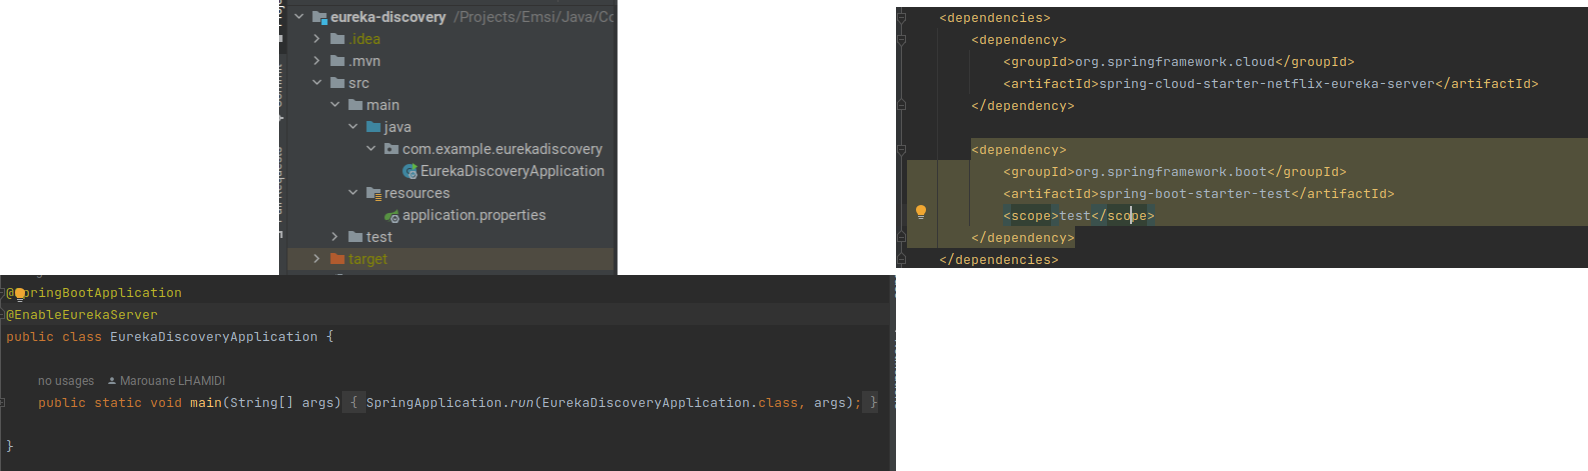 eureka-discovery /Projects/Emsi/Java/Co
.idea
.mvn
src
main
java
com.example.eurekadiscovery
EurekaDiscoveryApplication
resources
application.properties
test
target
<dependencies>
<dependency>
<groupId>org.springframework.cloud</groupId>
<artifactId>spring-cloud-starter-netflix-eureka-server</artifactId>
</dependency>
<dependency>
<groupId>org.springframework.boot</groupId>
<artifactId>spring-boot-starter-test</artifactId>
<scope>test</scope>
</dependency>
</dependencies>
@SpringBootApplication
@EnableEurekaServer
public class EurekaDiscoveryApplication {
no usages Marouane LHAMIDI
public static void main(String[] args) { SpringApplication.run(EurekaDiscoveryApplication.class, args); }
}